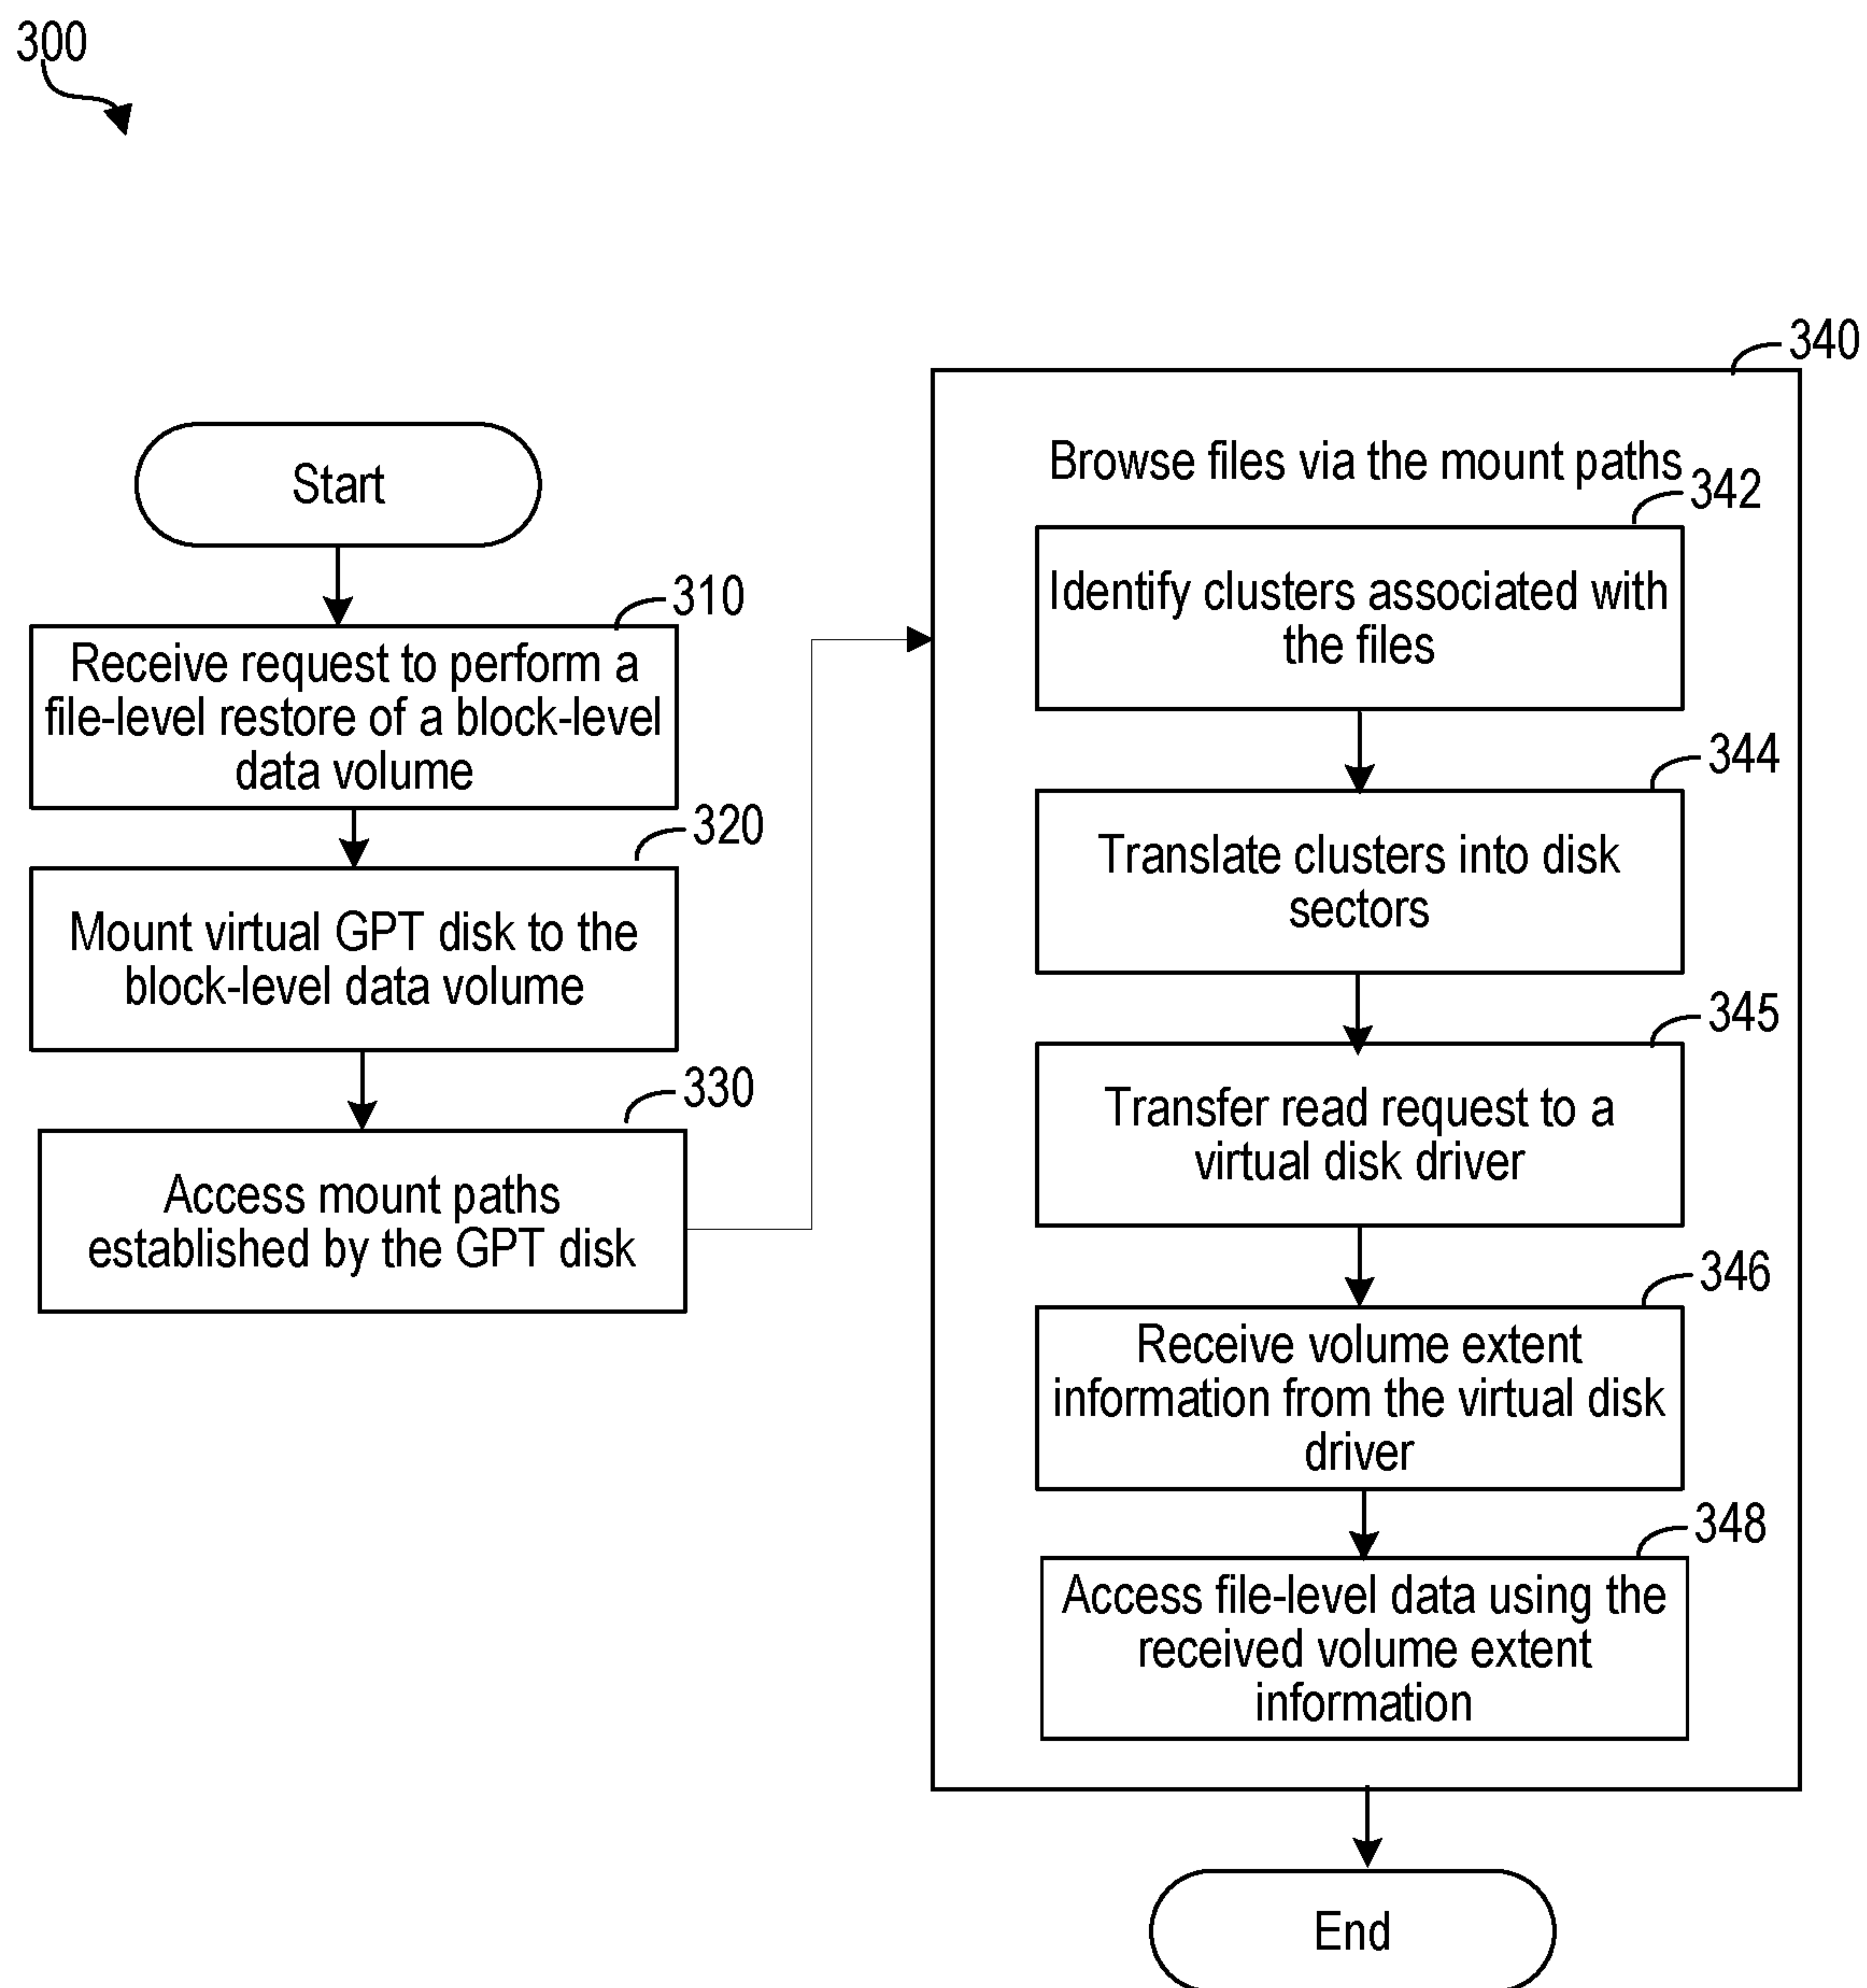 300
Start
310
Receive request to perform a
file-level restore of a block-level
data volume
320
Mount virtual GPT disk to the
block-level data volume
330
Access mount paths
established by the GPT disk
340
Browse files via the mount paths
342
Identify clusters associated with
the files
344
Translate clusters into disk
sectors
345
Transfer read request to a
virtual disk driver
346
Receive volume extent
information from the virtual disk
driver
348
Access file-level data using the
received volume extent
information
End